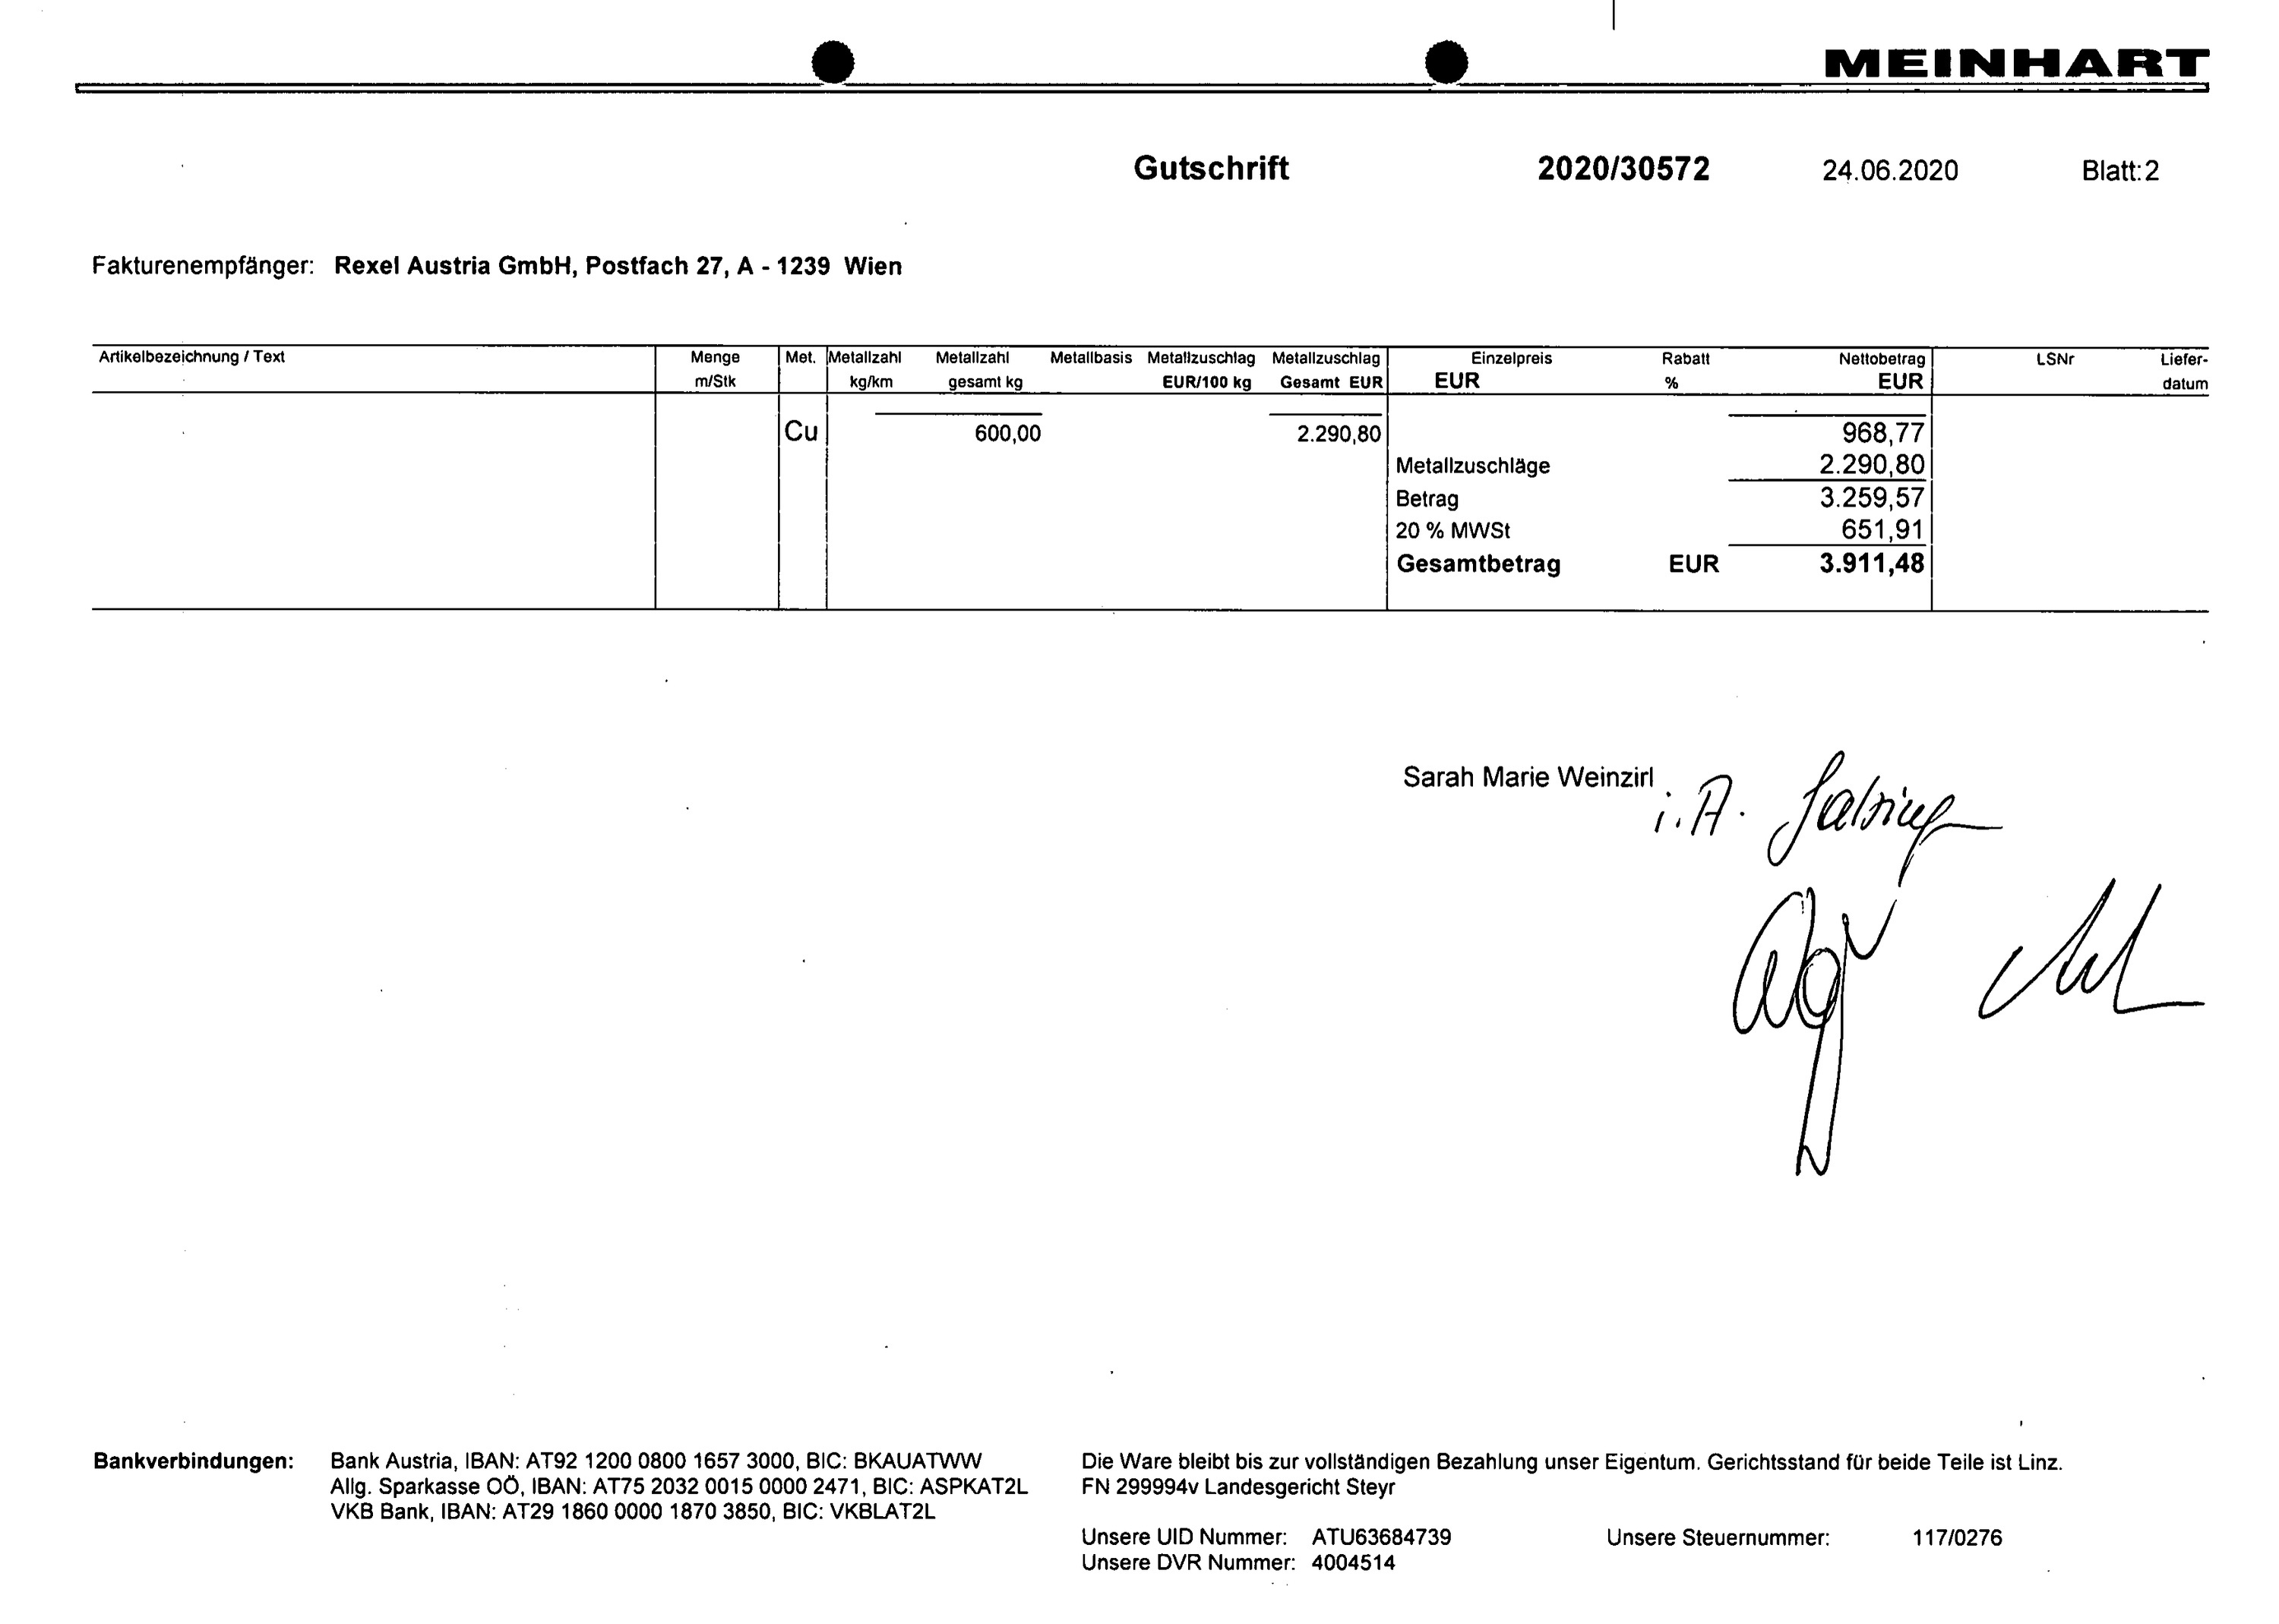 MEINHART
Gutschrift 2020/30572 24.06.2020 Blatt:2
Fakturenempfänger: Rexel Austria GmbH, Postfach 27, A - 1239 Wien
Artikelbezeichnung / Text Menge Met. Metallzahl Metallzahl Metallbasis Metallzuschlag Metallzuschlag Einzelpreis Rabatt Nettobetrag LSNr Liefer-
m/Stk kg/km gesamt kg EUR/100 kg Gesamt EUR EUR % EUR datum
Cu 600,00 2.290,80 968,77
Metallzuschläge 2.290,80
Betrag 3.259,57
20 % MWSt 651,91
Gesamtbetrag EUR 3.911,48
Sarah Marie Weinzirl
i. A.
Bankverbindungen: Bank Austria, IBAN: AT92 1200 0800 1657 3000, BIC: BKAUATWW
Allg. Sparkasse OÖ, IBAN: AT75 2032 0015 0000 2471, BIC: ASPKAT2L
VKB Bank, IBAN: AT29 1860 0000 1870 3850, BIC: VKBLAT2L
Die Ware bleibt bis zur vollständigen Bezahlung unser Eigentum. Gerichtsstand für beide Teile ist Linz.
FN 299994v Landesgericht Steyr
Unsere UID Nummer: ATU63684739 Unsere Steuernummer: 117/0276
Unsere DVR Nummer: 4004514